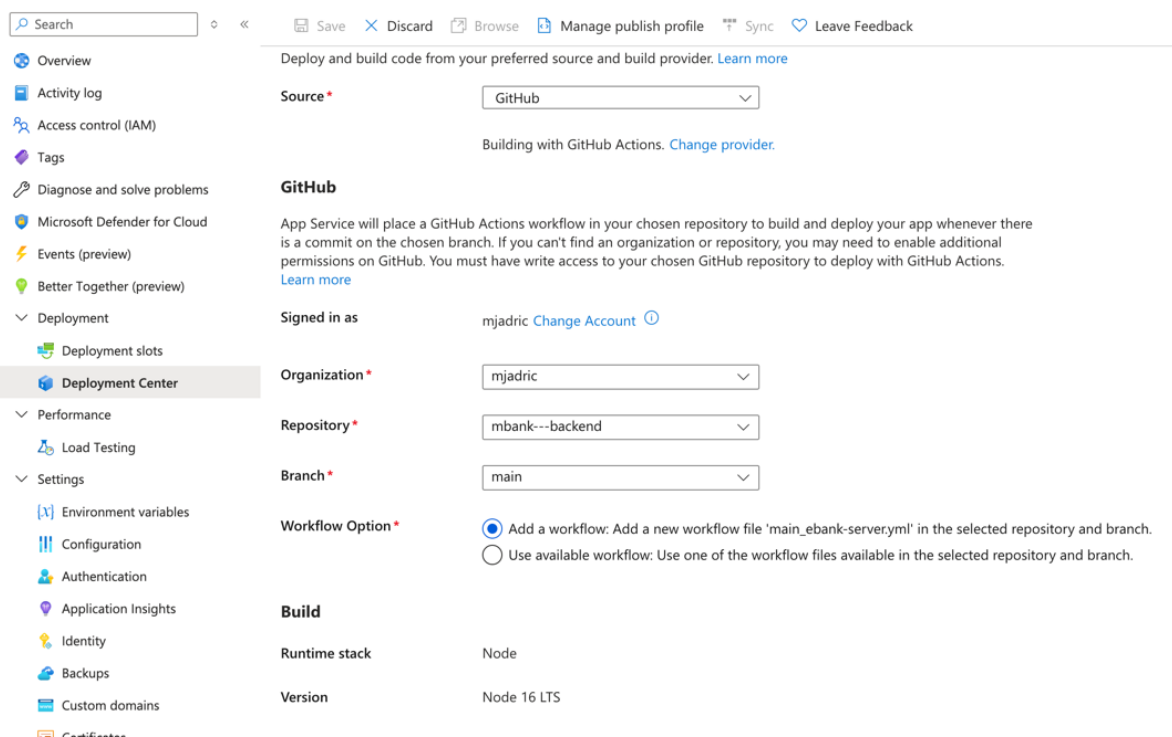 Search
Save
Discard
Browse
Manage publish profile
Sync
Leave Feedback
Overview
Activity log
Access control (IAM)
Tags
Diagnose and solve problems
Microsoft Defender for Cloud
Events (preview)
Better Together (preview)
Deployment
Deployment slots
Deployment Center
Performance
Load Testing
Settings
Environment variables
Configuration
Authentication
Application Insights
Identity
Backups
Custom domains
Certificates
Deploy and build code from your preferred source and build provider. Learn more
Source*
GitHub
Building with GitHub Actions. Change provider.
GitHub
App Service will place a GitHub Actions workflow in your chosen repository to build and deploy your app whenever there
is a commit on the chosen branch. If you can't find an organization or repository, you may need to enable additional
permissions on GitHub. You must have write access to your chosen GitHub repository to deploy with GitHub Actions.
Learn more
Signed in as
mjadric Change Account
Organization*
mjadric
Repository*
mbank---backend
Branch*
main
Workflow Option*
Add a workflow: Add a new workflow file 'main_ebank-server.yml' in the selected repository and branch.
Use available workflow: Use one of the workflow files available in the selected repository and branch.
Build
Runtime stack
Node
Version
Node 16 LTS